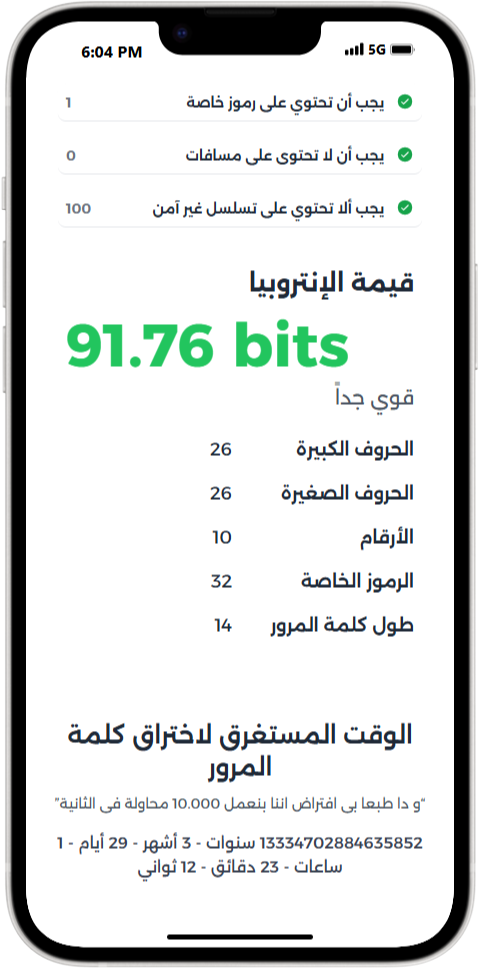 6:04 PM 5G
يجب أن تحتوي على رموز خاصة 1
يجب أن لا تحتوى على مسافات 0
يجب ألا تحتوي على تسلسل غير آمن 100
قيمة الإنتروبيا
91.76 bits
قوي جداً
الحروف الكبيرة 26
الحروف الصغيرة 26
الأرقام 10
الرموز الخاصة 32
طول كلمة المرور 14
الوقت المستغرق لاختراق كلمة
المرور
"و دا طبعا بى افتراض اننا بنعمل 10.000 محاولة فى الثانية"
13334702884635852 سنوات - 3 أشهر - 29 أيام - 1
ساعات - 23 دقائق - 12 ثواني